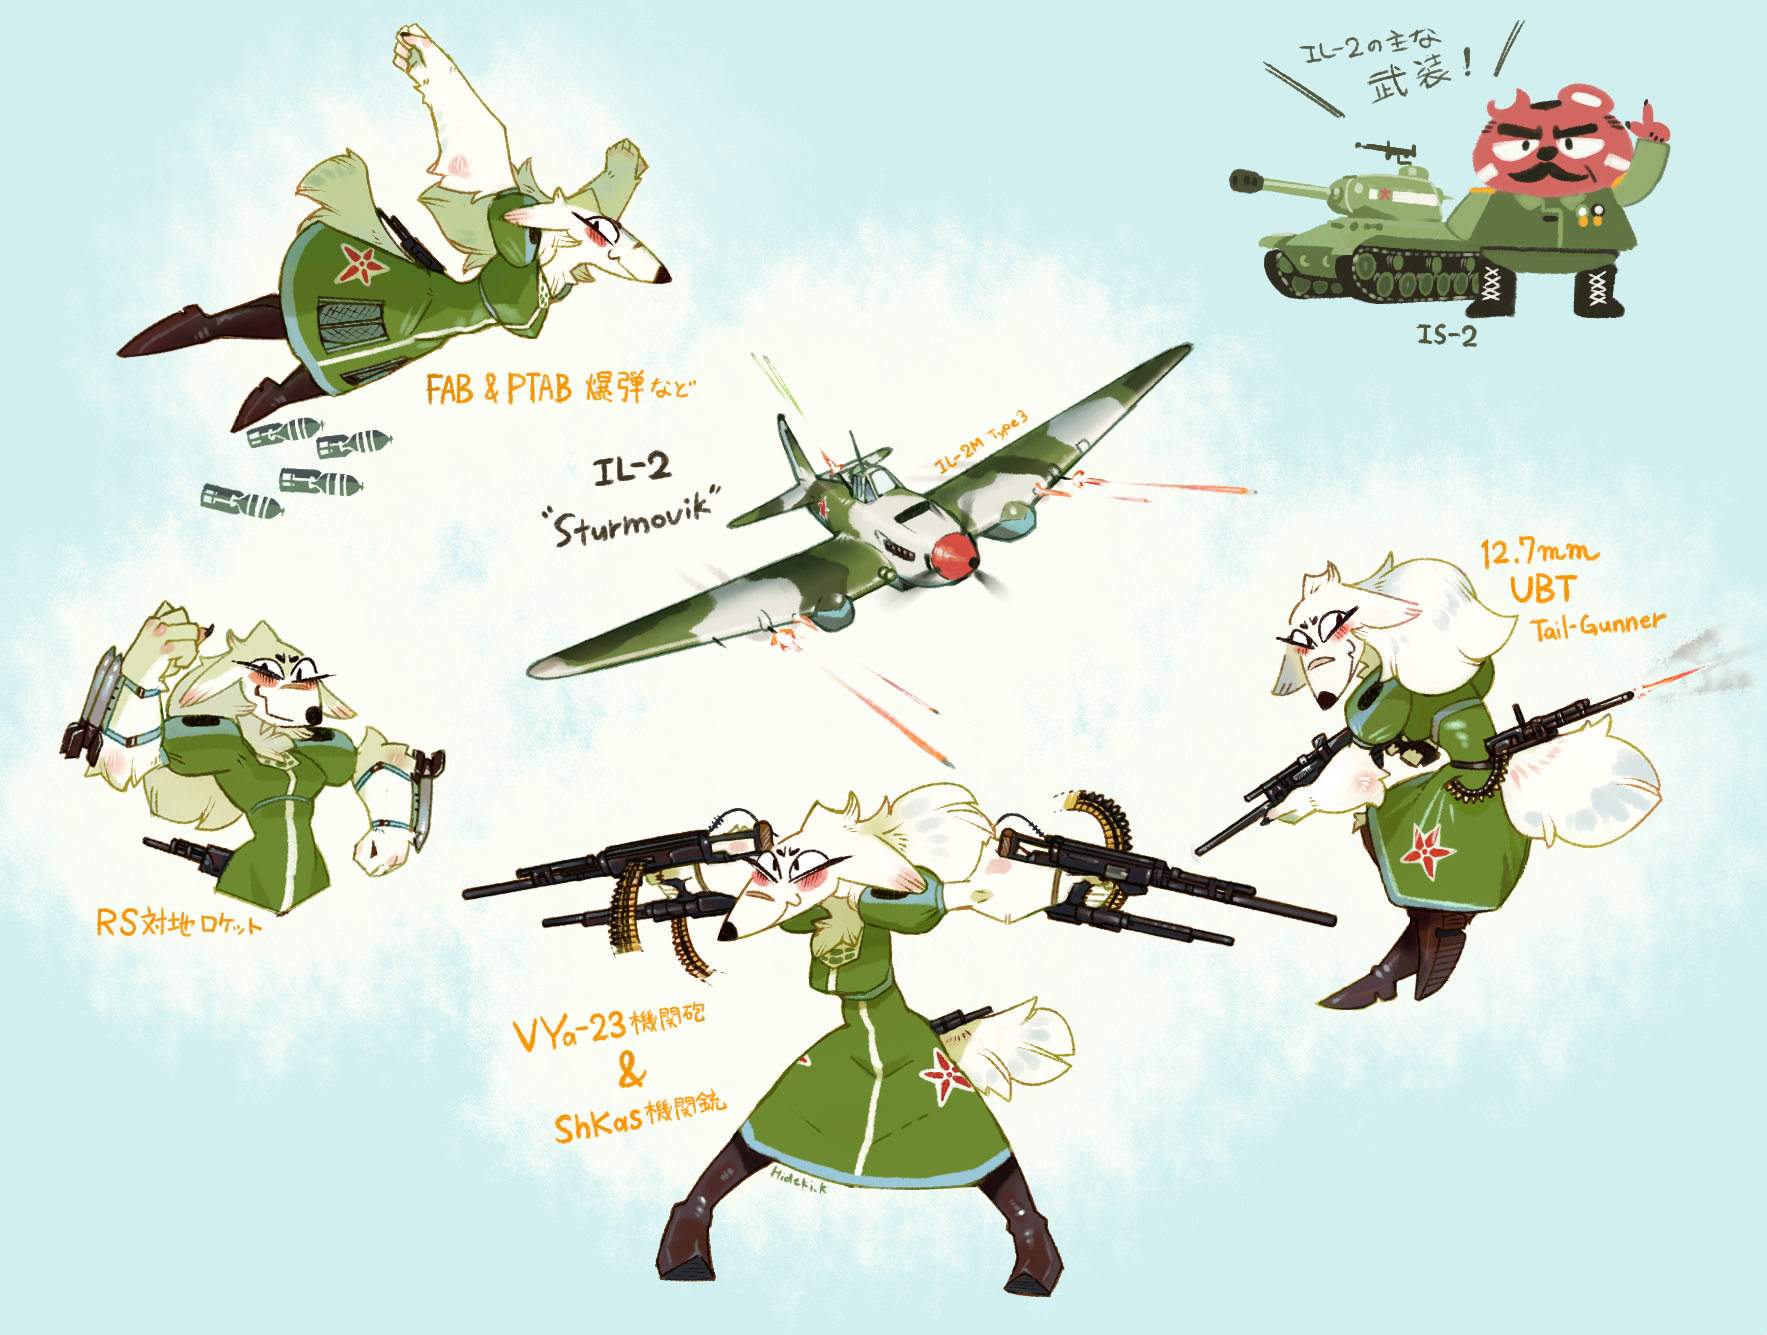 IL-2の主な
武装!
IS-2
FAB & PTAB 爆弾など
IL-2
"Sturmovik"
IL-2M Type3
12.7mm
UBT
Tail-Gunner
RS対地ロケット
VYa-23機関砲
&
ShKas機関銃
Hideki.K